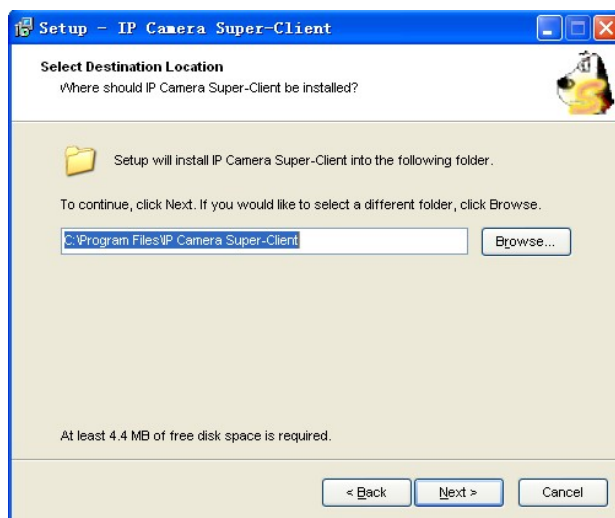 Setup - IP Camera Super-Client
Select Destination Location
Where should IP Camera Super-Client be installed?
Setup will install IP Camera Super-Client into the following folder.
To continue, click Next. If you would like to select a different folder, click Browse.
C:\Program Files\IP Camera Super-Client
Browse...
At least 4.4 MB of free disk space is required.
< Back Next > Cancel